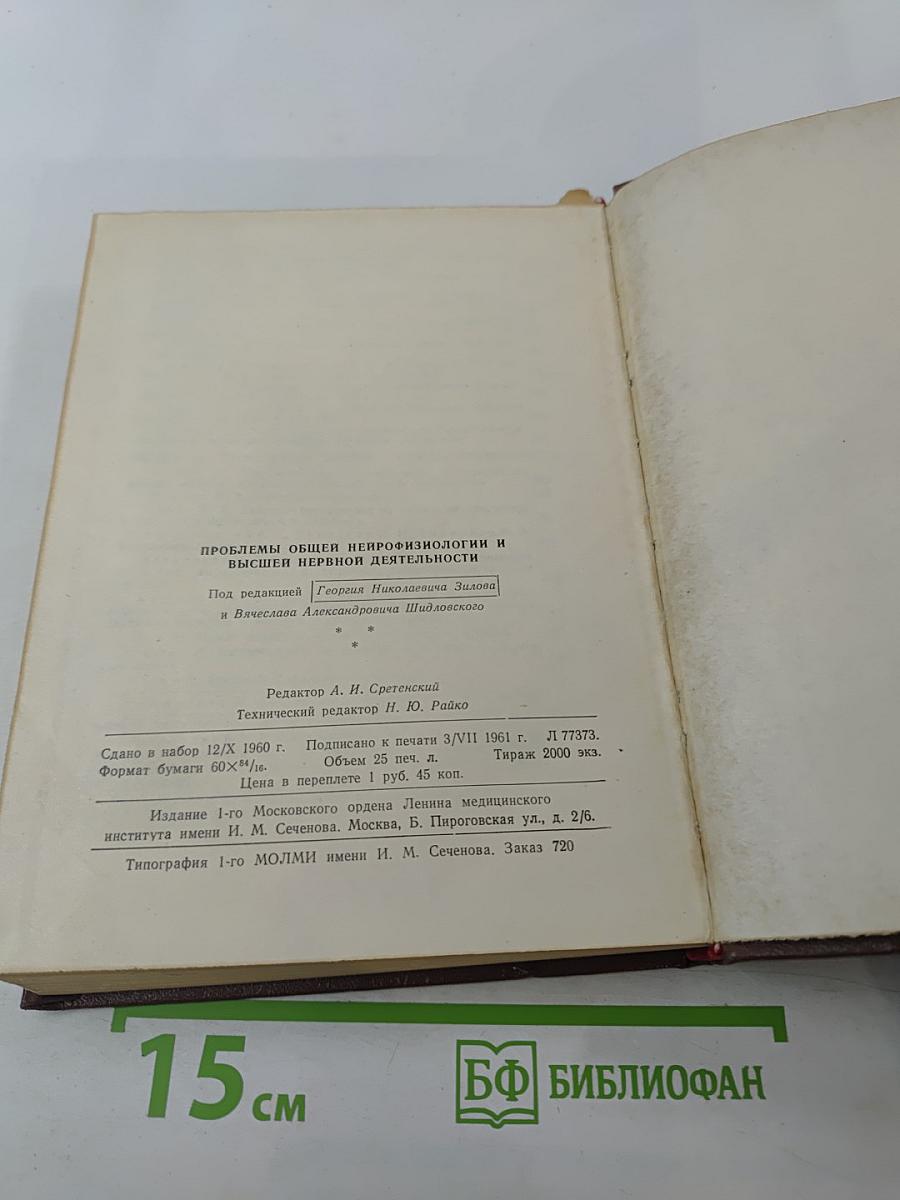 ПРОБЛЕМЫ ОБЩЕЙ НЕЙРОФИЗИОЛОГИИ И
ВЫСШЕЙ НЕРВНОЙ ДЕЯТЕЛЬНОСТИ
Под редакцией Георгия Николаевича Зилова
и Вячеслава Александровича Шидловского
* *
*
Редактор А. И. Сретенский
Технический редактор Н. Ю. Райко
Сдано в набор 12/X 1960 г. Подписано к печати 3/VII 1961 г. Л 77373.
Формат бумаги 60×84/16. Объем 25 печ. л. Тираж 2000 экз.
Цена в переплете 1 руб. 45 коп.
Издание 1-го Московского ордена Ленина медицинского
института имени И. М. Сеченова. Москва, Б. Пироговская ул., д. 2/6.
Типография 1-го МОЛМИ имени И. М. Сеченова. Заказ 720
15 см
БФ БИБЛИОФАН